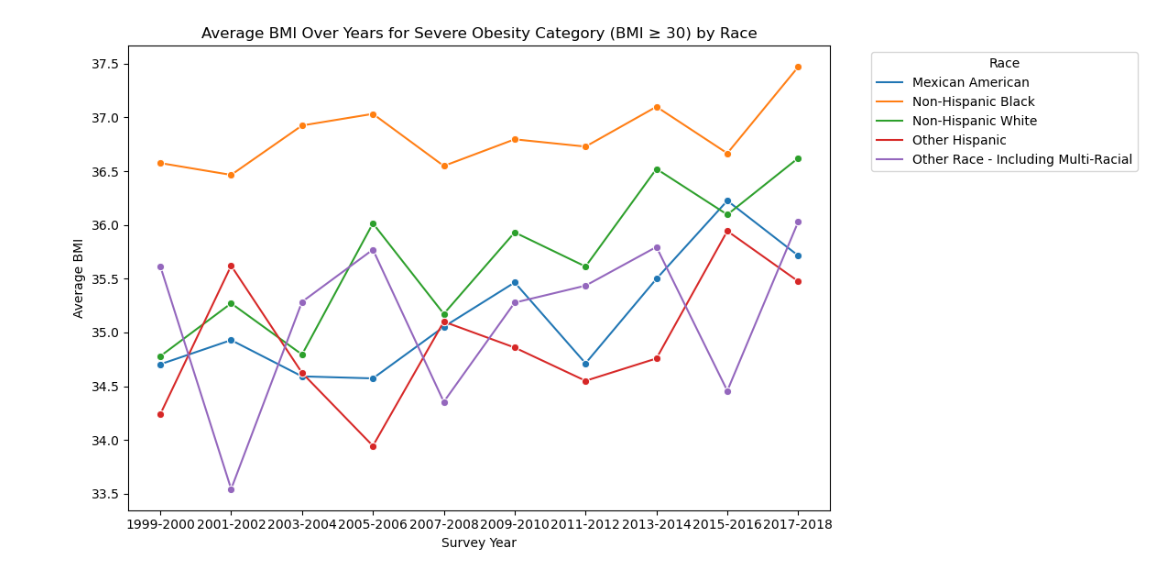 Average BMI Over Years for Severe Obesity Category (BMI ≥ 30) by Race
Race
Mexican American
Non-Hispanic Black
Non-Hispanic White
Other Hispanic
Other Race - Including Multi-Racial
Average BMI
37.5
37.0
36.5
36.0
35.5
35.0
34.5
34.0
33.5
1999-2000 2001-2002 2003-2004 2005-2006 2007-2008 2009-2010 2011-2012 2013-2014 2015-2016 2017-2018
Survey Year